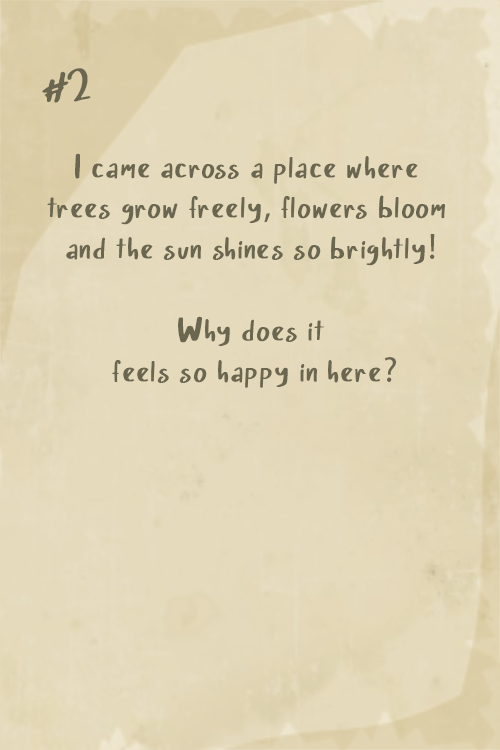 #2
I came across a place where
trees grow freely, flowers bloom
and the sun shines so brightly!
Why does it
feels so happy in here?